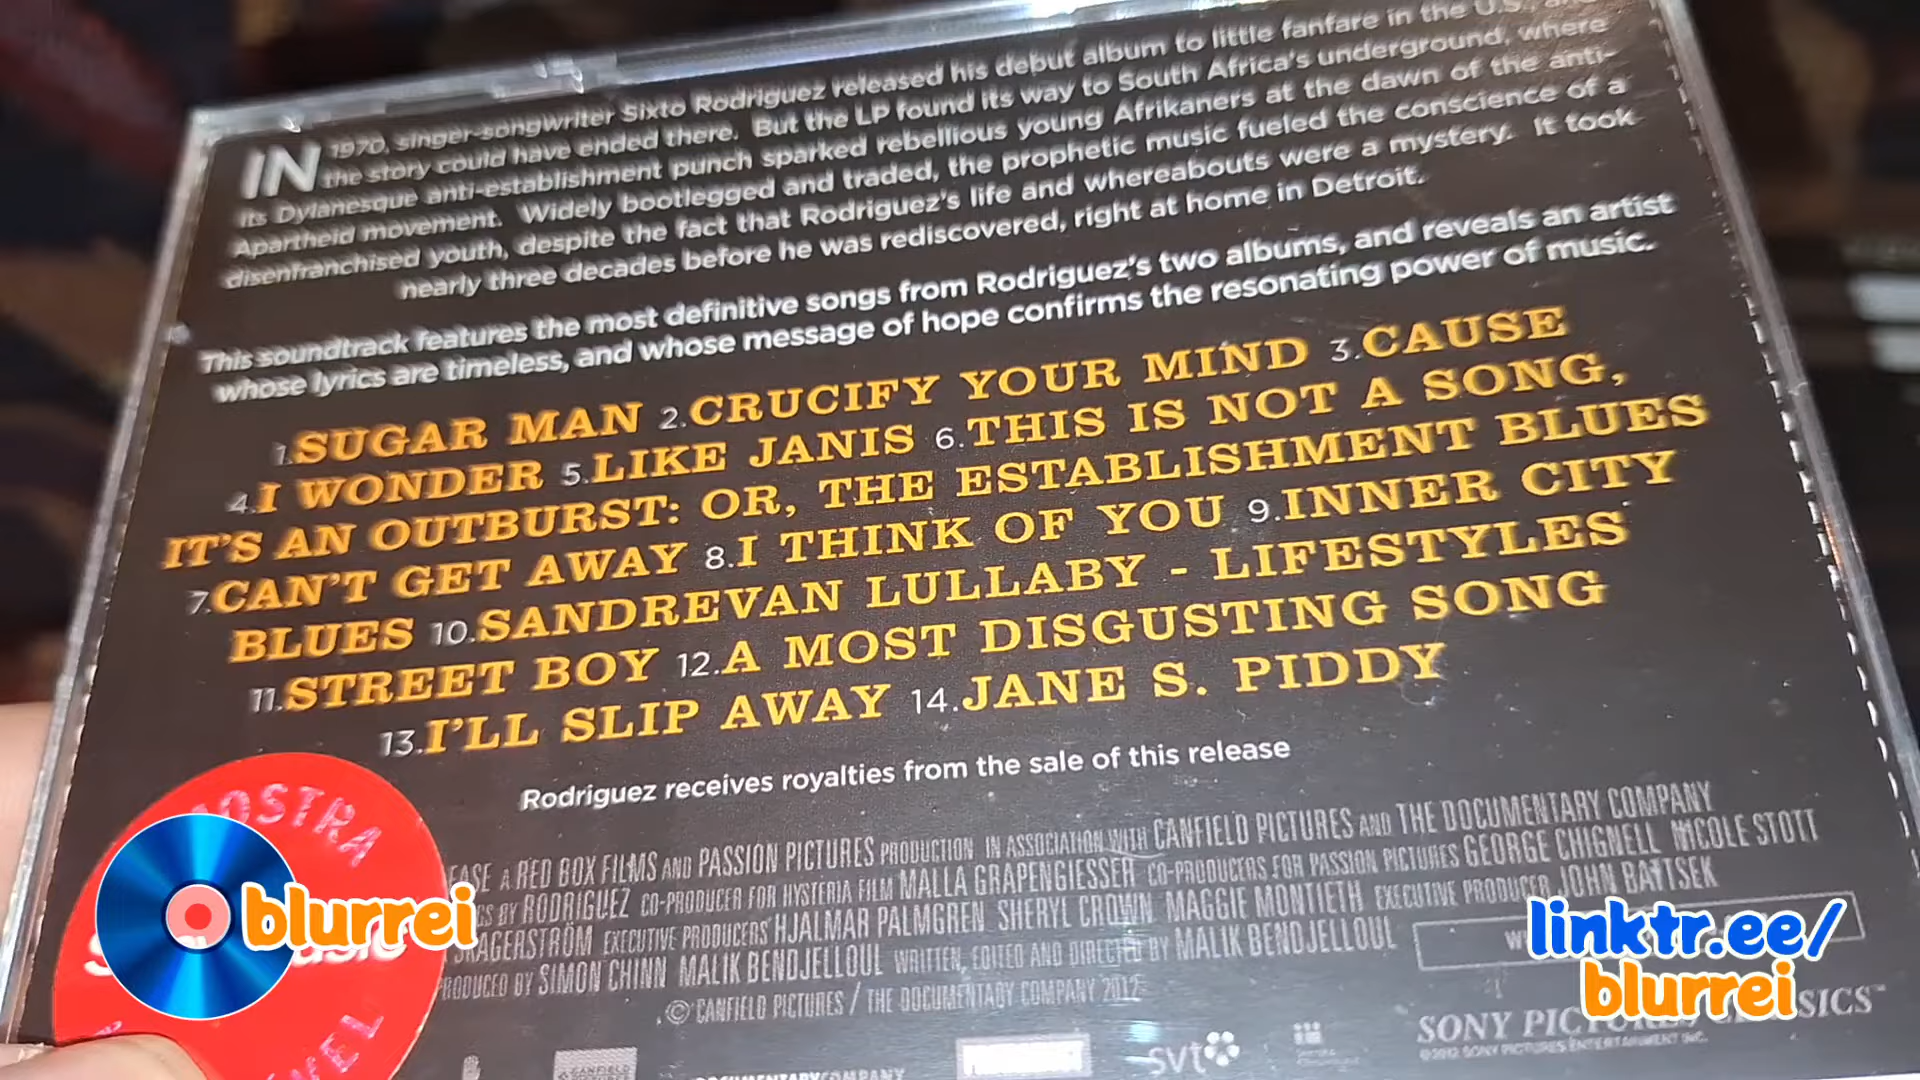 IN 1970, singer-songwriter Sixto Rodriguez released his debut album to little fanfare in the U.S.,
the story could have ended there. But the LP found its way to South Africa's underground, where
its Dylanesque anti-establishment punch sparked rebellious young Afrikaners at the dawn of the anti-
Apartheid movement. Widely bootlegged and traded, the prophetic music fueled the conscience of a
disenfranchised youth, despite the fact that Rodriguez's life and whereabouts were a mystery. It took
nearly three decades before he was rediscovered, right at home in Detroit.
This soundtrack features the most definitive songs from Rodriguez's two albums, and reveals an artist
whose lyrics are timeless, and whose message of hope confirms the resonating power of music.
1.SUGAR MAN 2.CRUCIFY YOUR MIND 3.CAUSE
4.I WONDER 5.LIKE JANIS 6.THIS IS NOT A SONG,
IT'S AN OUTBURST: OR, THE ESTABLISHMENT BLUES
7.CAN'T GET AWAY 8.I THINK OF YOU 9.INNER CITY
BLUES 10.SANDREVAN LULLABY - LIFESTYLES
11.STREET BOY 12.A MOST DISGUSTING SONG
13.I'LL SLIP AWAY 14.JANE S. PIDDY
Rodriguez receives royalties from the sale of this release
A RED BOX FILMS AND PASSION PICTURES PRODUCTION IN ASSOCIATION WITH CANFIELD PICTURES AND THE DOCUMENTARY COMPANY
BY RODRIGUEZ CO-PRODUCER FOR HYSTERIA FILM MALLA GRAPENGIESSER CO-PRODUCERS FOR PASSION PICTURES GEORGE CHIGNELL NICOLE STOTT
EXECUTIVE PRODUCERS HJALMAR PALMGREN SHERYL CROWN MAGGIE MONTIETH EXECUTIVE PRODUCER JOHN BATTSEK
PRODUCED BY SIMON CHINN MALIK BENDJELLOUL WRITTEN, EDITED AND DIRECTED BY MALIK BENDJELLOUL
© CANFIELD PICTURES / THE DOCUMENTARY COMPANY 2012
blurrei
linktr.ee/
blurrei
svt
SONY PICTURES CLASSICS™
©2012 SONY PICTURES ENTERTAINMENT INC.